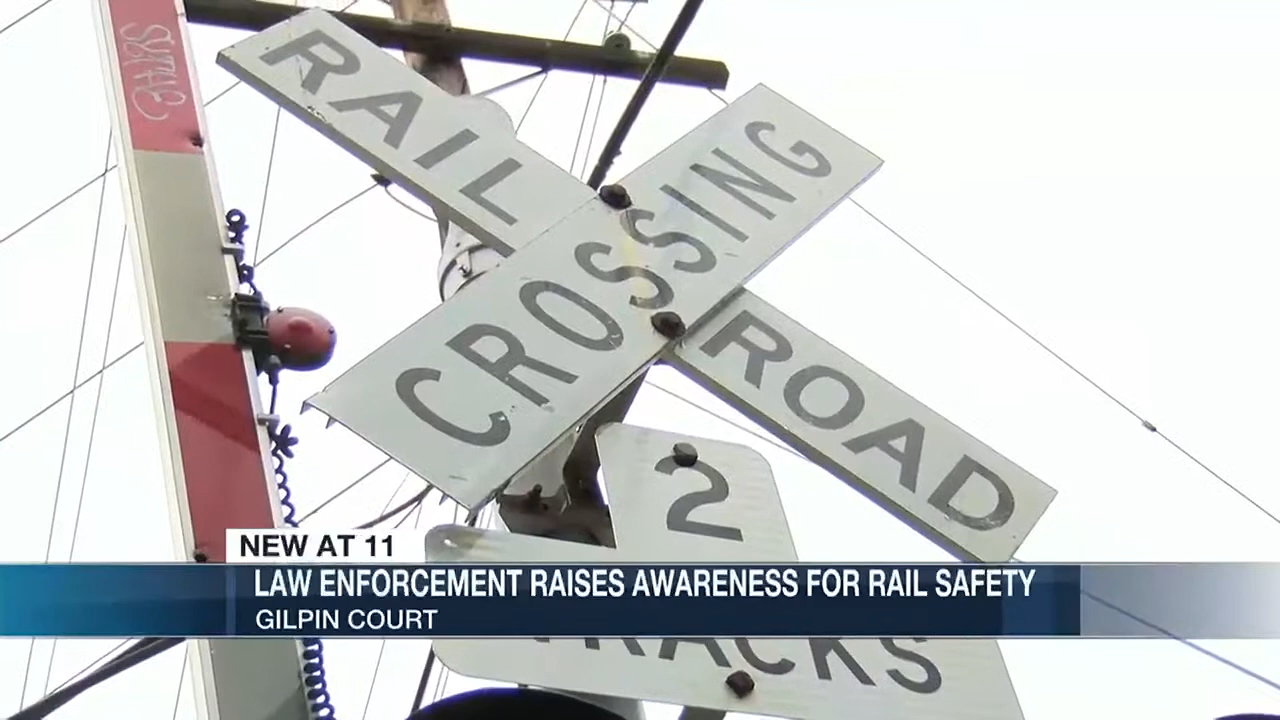 RAIL
CROSSING
ROAD
2
TRACKS
NEW AT 11
LAW ENFORCEMENT RAISES AWARENESS FOR RAIL SAFETY
GILPIN COURT